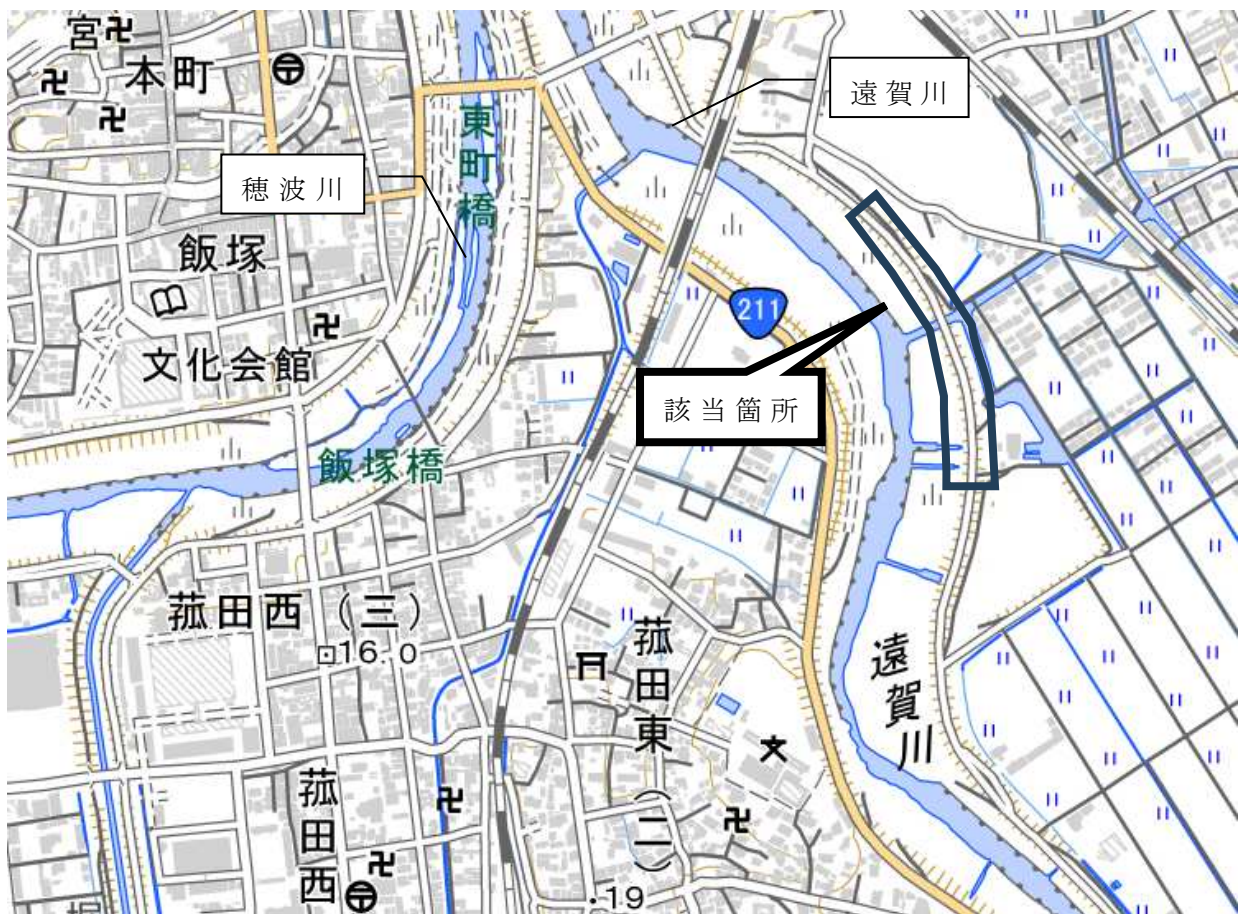 宮
本町
遠賀川
東町橋
穂波川
飯塚
211
文化会館
該当箇所
飯塚橋
菰田西(三)
16.0
菰田東(二)
遠賀川
菰田西
19